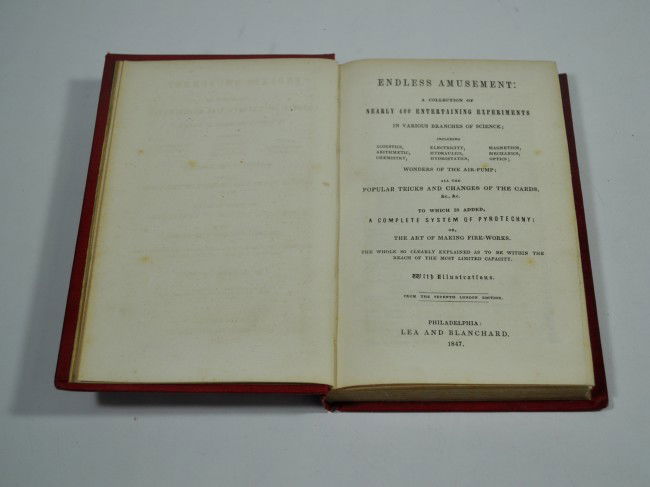 ENDLESS AMUSEMENT:
A COLLECTION OF
NEARLY 400 ENTERTAINING EXPERIMENTS
IN VARIOUS BRANCHES OF SCIENCE;
INCLUDING
ACOUSTICS, ELECTRICITY, MAGNETISM,
ARITHMETIC, HYDRAULICS, MECHANICS,
CHEMISTRY, HYDROSTATICS, OPTICS;
WONDERS OF THE AIR-PUMP;
ALL THE
POPULAR TRICKS AND CHANGES OF THE CARDS,
&c., &c.
TO WHICH IS ADDED,
A COMPLETE SYSTEM OF PYROTECHNY;
OR,
THE ART OF MAKING FIRE-WORKS.
THE WHOLE SO CLEARLY EXPLAINED AS TO BE WITHIN THE
REACH OF THE MOST LIMITED CAPACITY.
With Illustrations.
FROM THE SEVENTH LONDON EDITION.
PHILADELPHIA:
LEA AND BLANCHARD.
1847.